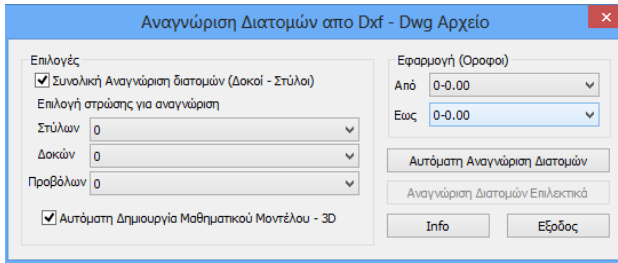 Αναγνώριση Διατομών απο Dxf - Dwg Αρχείο
Επιλογές
Συνολική Αναγνώριση διατομών (Δοκοί - Στύλοι)
Επιλογή στρώσης για αναγνώριση
Στύλων 0
Δοκών 0
Προβόλων 0
Αυτόματη Δημιουργία Μαθηματικού Μοντέλου - 3D
Εφαρμογή (Οροφοι)
Από 0-0.00
Εως 0-0.00
Αυτόματη Αναγνώριση Διατομών
Αναγνώριση Διατομών Επιλεκτικά
Info
Εξοδος